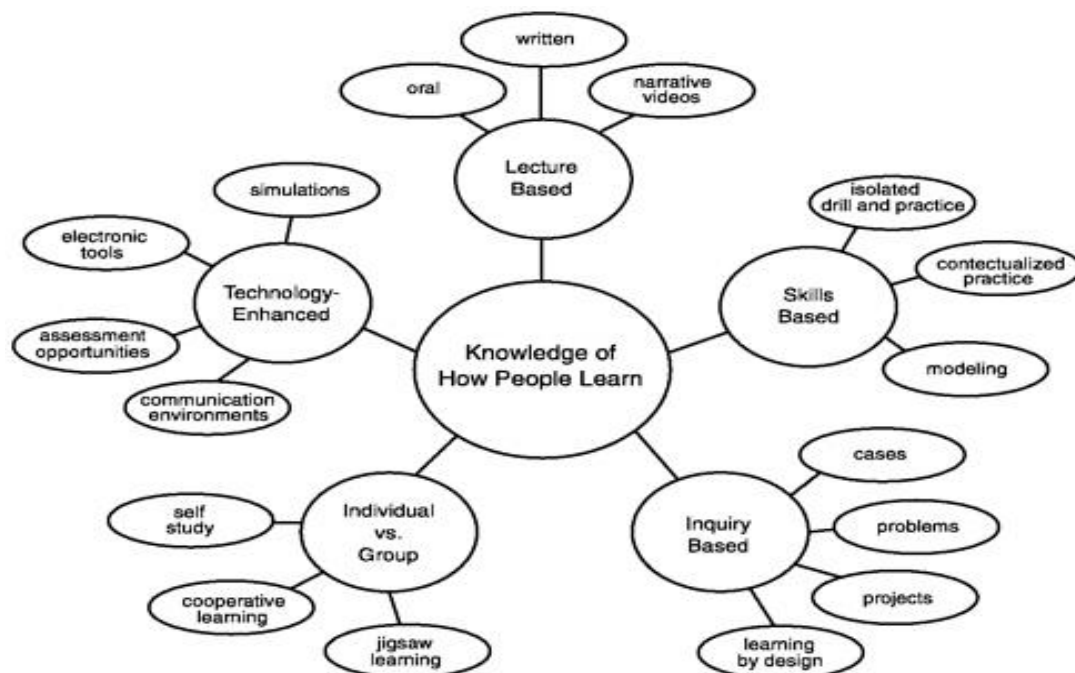 written
oral
narrative
videos
Lecture
Based
simulations
electronic
tools
Technology-
Enhanced
assessment
opportunities
communication
environments
isolated
drill and practice
contectualized
practice
Skills
Based
modeling
Knowledge of
How People Learn
cases
problems
Inquiry
Based
projects
learning
by design
Individual
vs.
Group
self
study
cooperative
learning
jigsaw
learning